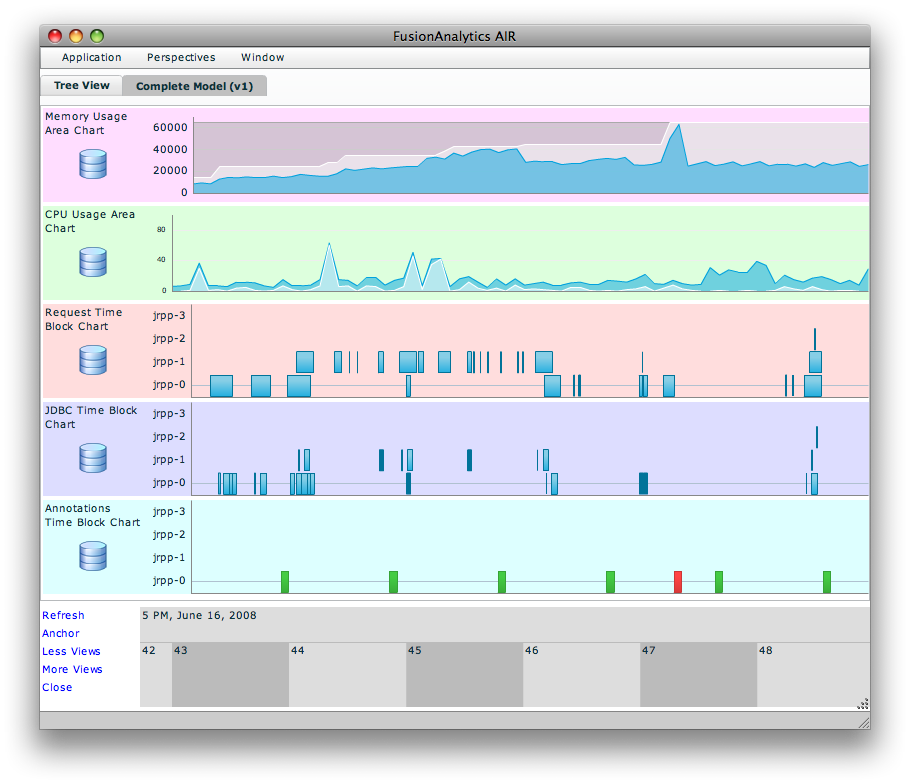 FusionAnalytics AIR
Application Perspectives Window
Tree View Complete Model (v1)
Memory Usage
Area Chart
60000
40000
20000
0
CPU Usage Area
Chart
80
40
0
Request Time
Block Chart
jrpp-3
jrpp-2
jrpp-1
jrpp-0
JDBC Time Block
Chart
jrpp-3
jrpp-2
jrpp-1
jrpp-0
Annotations
Time Block Chart
jrpp-3
jrpp-2
jrpp-1
jrpp-0
Refresh
Anchor
Less Views
More Views
Close
5 PM, June 16, 2008
42 43 44 45 46 47 48